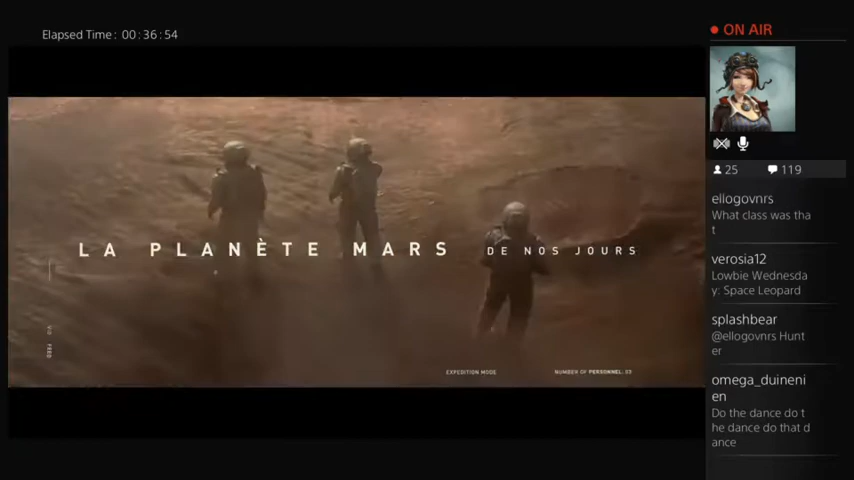 Elapsed Time: 00:36:54
ON AIR
25 119
ellogovnrs
What class was tha
t
verosia12
Lowbie Wednesda
y: Space Leopard
splashbear
@ellogovnrs Hunt
er
omega_duineni
en
Do the dance do t
he dance do that d
ance
LA PLANÈTE MARS DE NOS JOURS
EXPEDITION MODE NUMBER OF PERSONNEL: 03